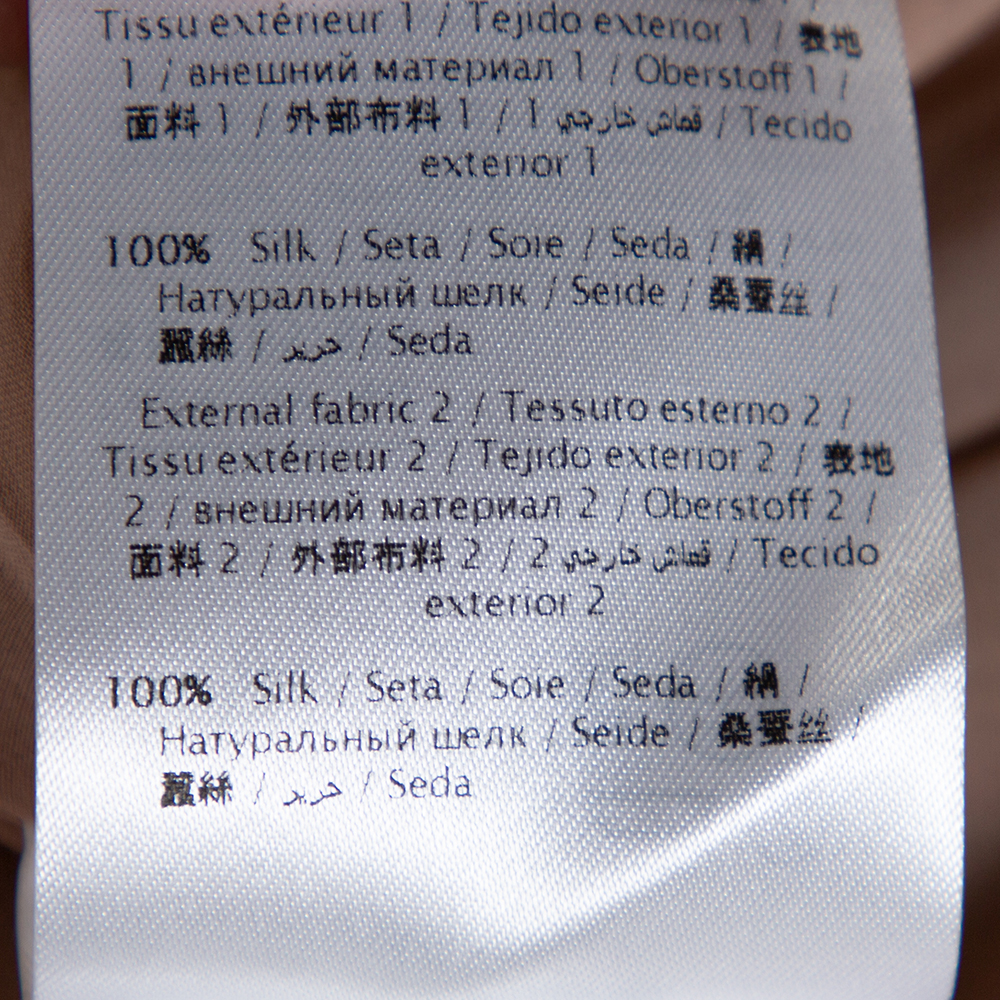 Tissu extérieur 1 / Tejido exterior 1 / 表地
1 / внешний материал 1 / Oberstoff 1 /
面料 1 / 外部布料 1 / 1 قماش خارجي / Tecido
exterior 1
100% Silk / Seta / Soie / Seda / 絹 /
Натуральный шелк / Seide / 桑蚕丝 /
蠶絲 / حرير / Seda
External fabric 2 / Tessuto esterno 2 /
Tissu extérieur 2 / Tejido exterior 2 / 表地
2 / внешний материал 2 / Oberstoff 2 /
面料 2 / 外部布料 2 / 2 قماش خارجي / Tecido
exterior 2
100% Silk / Seta / Soie / Seda / 絹 /
Натуральный шелк / Seide / 桑蚕丝 /
蠶絲 / حرير / Seda